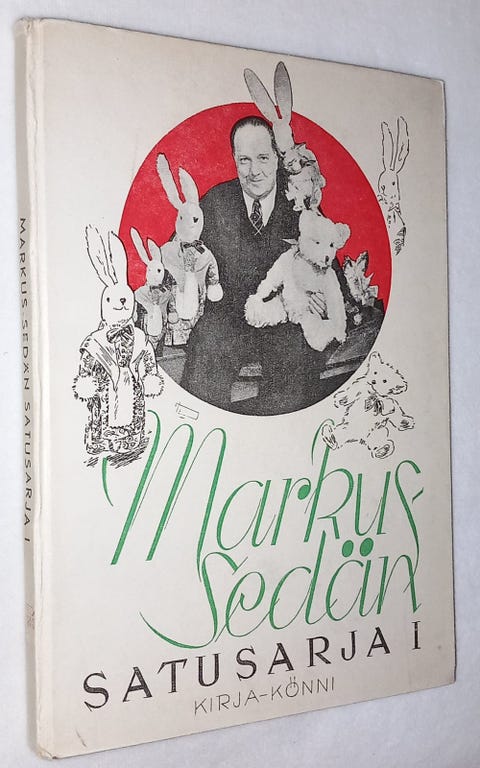 MARKUS-SEDÄN SATUSARJA I
Markus-
sedän
SATUSARJA I
KIRJA-KÖNNI